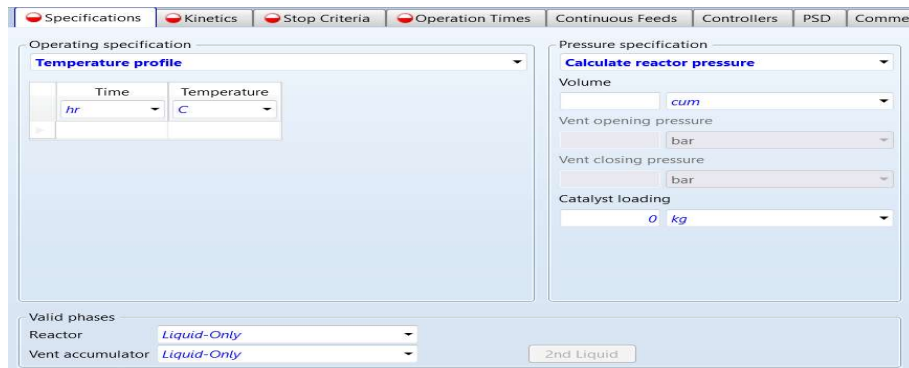 Specifications Kinetics Stop Criteria Operation Times Continuous Feeds Controllers PSD Comme
Operating specification
Temperature profile
Time Temperature
hr C
Pressure specification
Calculate reactor pressure
Volume
cum
Vent opening pressure
bar
Vent closing pressure
bar
Catalyst loading
0 kg
Valid phases
Reactor Liquid-Only
Vent accumulator Liquid-Only 2nd Liquid